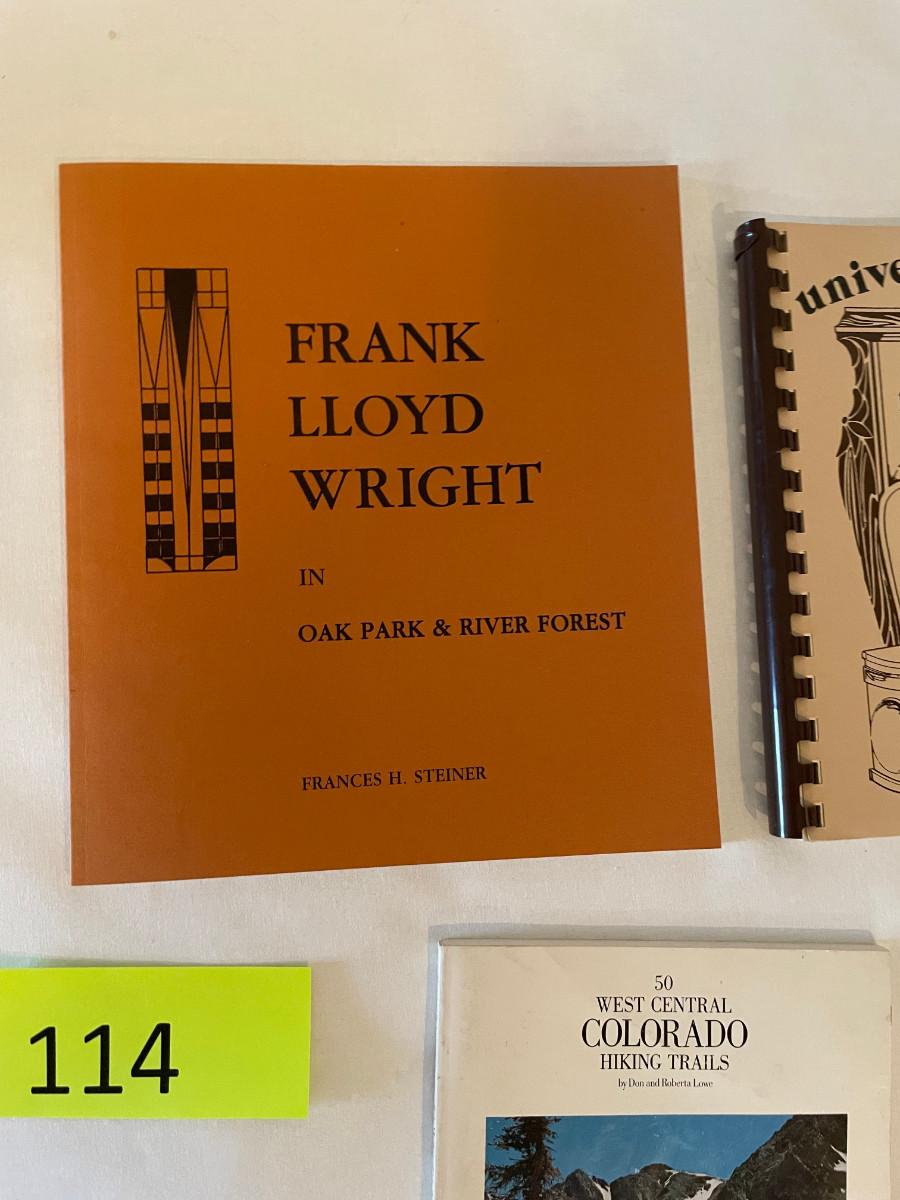 FRANK
LLOYD
WRIGHT
IN
OAK PARK & RIVER FOREST
FRANCES H. STEINER
114
50
WEST CENTRAL
COLORADO
HIKING TRAILS
by Don and Roberta Lowe